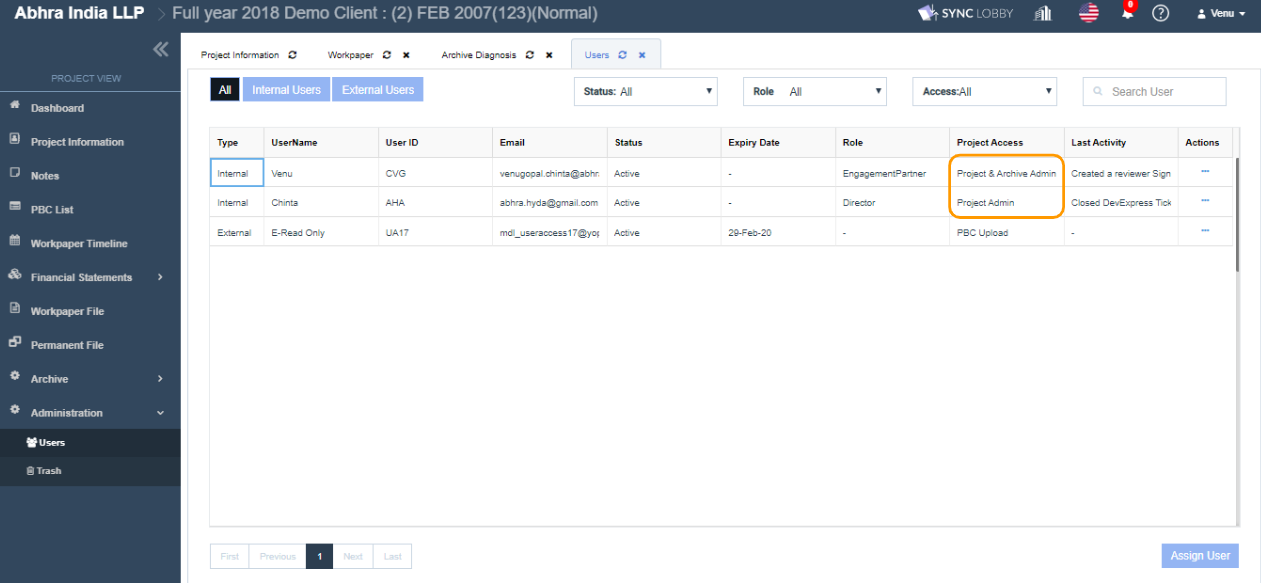 Abhra India LLP > Full year 2018 Demo Client : (2) FEB 2007(123)(Normal) SYNC LOBBY 0 ? Venu
PROJECT VIEW
Dashboard
Project Information
Notes
PBC List
Workpaper Timeline
Financial Statements
Workpaper File
Permanent File
Archive
Administration
Users
Trash
Project Information Workpaper Archive Diagnosis Users
All Internal Users External Users Status: All Role All Access:All Search User
Type UserName User ID Email Status Expiry Date Role Project Access Last Activity Actions
Internal Venu CVG venugopal.chinta@abhr. Active - EngagementPartner Project & Archive Admin Created a reviewer Sign ...
Internal Chinta AHA abhra.hyda@gmail.com Active - Director Project Admin Closed DevExpress Tick ...
External E-Read Only UA17 mdl_useraccess17@yop Active 29-Feb-20 - PBC Upload - ...
First Previous 1 Next Last Assign User